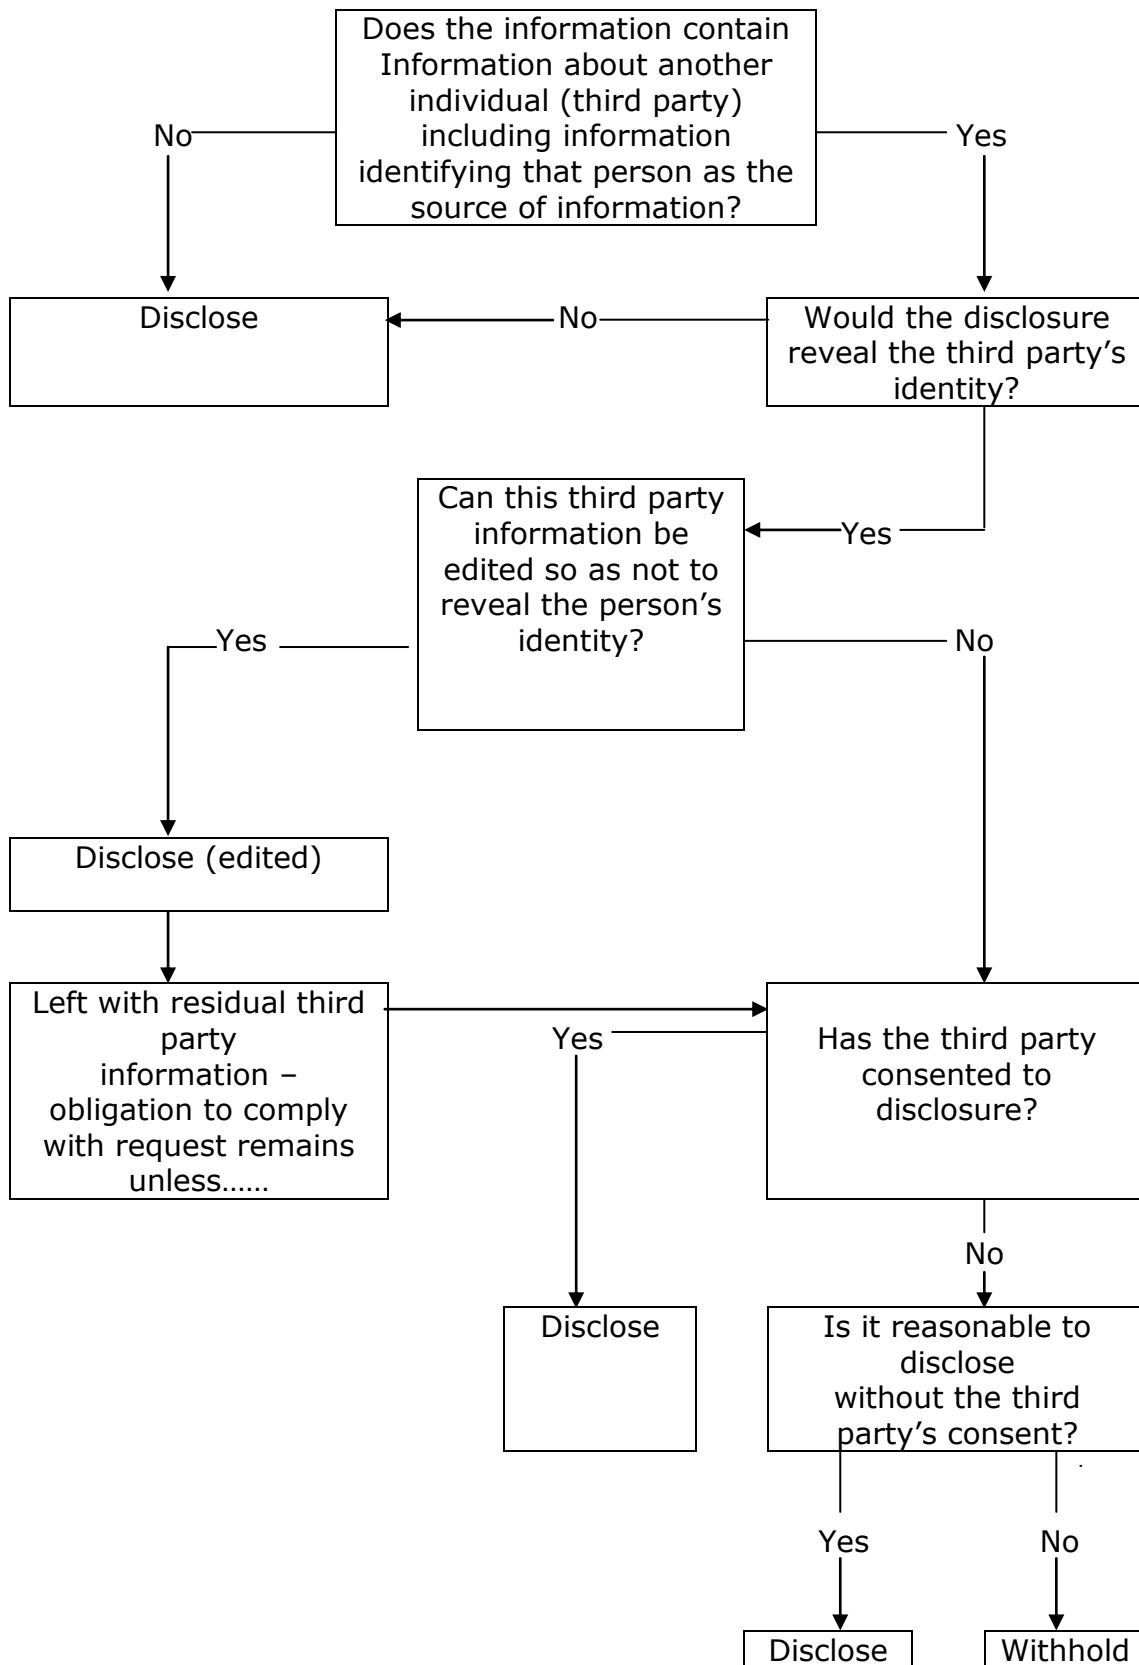 Does the information contain
Information about another
individual (third party)
including information
identifying that person as the
source of information?
No
Yes
Disclose
No
Would the disclosure
reveal the third party’s
identity?
Can this third party
information be
edited so as not to
reveal the person’s
identity?
Yes
Yes
No
Disclose (edited)
Left with residual third
party
information –
obligation to comply
with request remains
unless......
Yes
Has the third party
consented to
disclosure?
No
Disclose
Is it reasonable to
disclose
without the third
party’s consent?
.
Yes
No
Disclose
Withhold